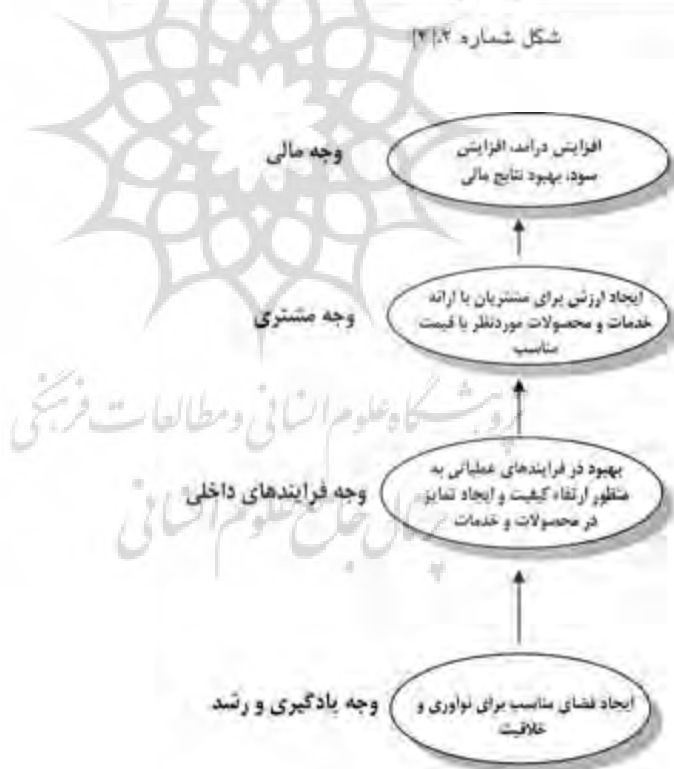 شکل شماره ۲.[۲]
وجه مالی
افزایش درآمد، افزایش
سود، بهبود نتایج مالی
وجه مشتری
ایجاد ارزش برای مشتریان با ارائه
خدمات و محصولات موردنظر با قیمت
مناسب
وجه فرایندهای داخلی
بهبود در فرایندهای عملیاتی به
منظور ارتقاء کیفیت و ایجاد تمایز
در محصولات و خدمات
وجه یادگیری و رشد
ایجاد فضای مناسب برای نوآوری و
خلاقیت
پژوهشگاه علوم انسانی و مطالعات فرهنگی
پرتال جامع علوم انسانی